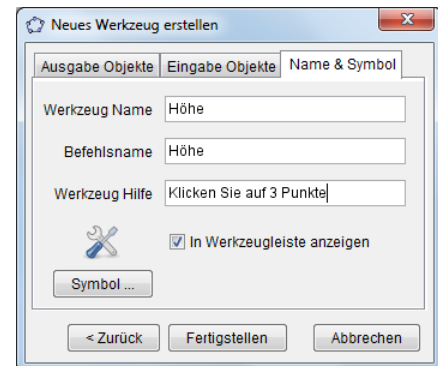 Neues Werkzeug erstellen
Ausgabe Objekte Eingabe Objekte Name & Symbol
Werkzeug Name Höhe
Befehlsname Höhe
Werkzeug Hilfe Klicken Sie auf 3 Punkte
In Werkzeugleiste anzeigen
Symbol ...
< Zurück Fertigstellen Abbrechen